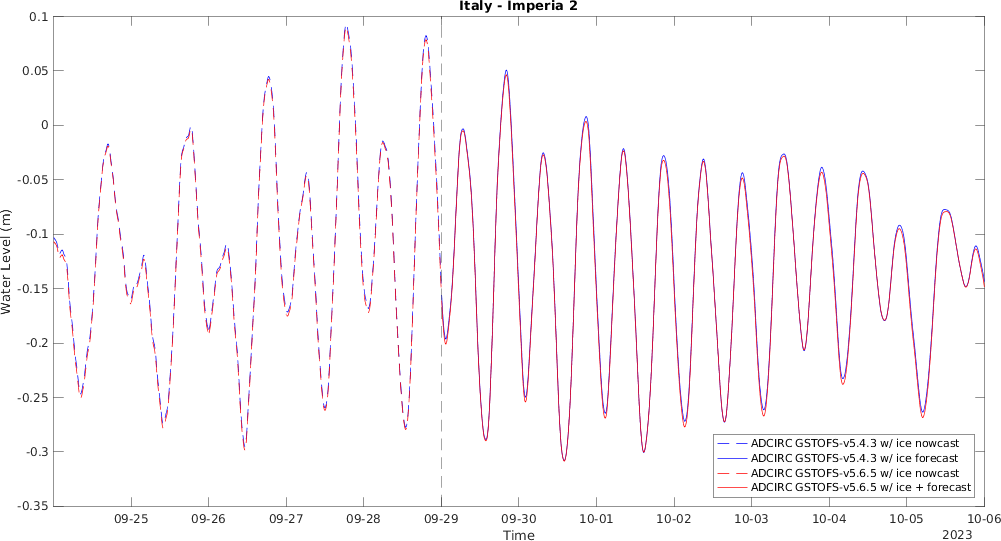 Italy - Imperia 2
0.1
0.05
0
-0.05
-0.1
-0.15
-0.2
-0.25
-0.3
-0.35
Water Level (m)
ADCIRC GSTOFS-v5.4.3 w/ ice nowcast
ADCIRC GSTOFS-v5.4.3 w/ ice forecast
ADCIRC GSTOFS-v5.6.5 w/ ice nowcast
ADCIRC GSTOFS-v5.6.5 w/ ice + forecast
09-25 09-26 09-27 09-28 09-29 09-30 10-01 10-02 10-03 10-04 10-05 10-06
Time
2023